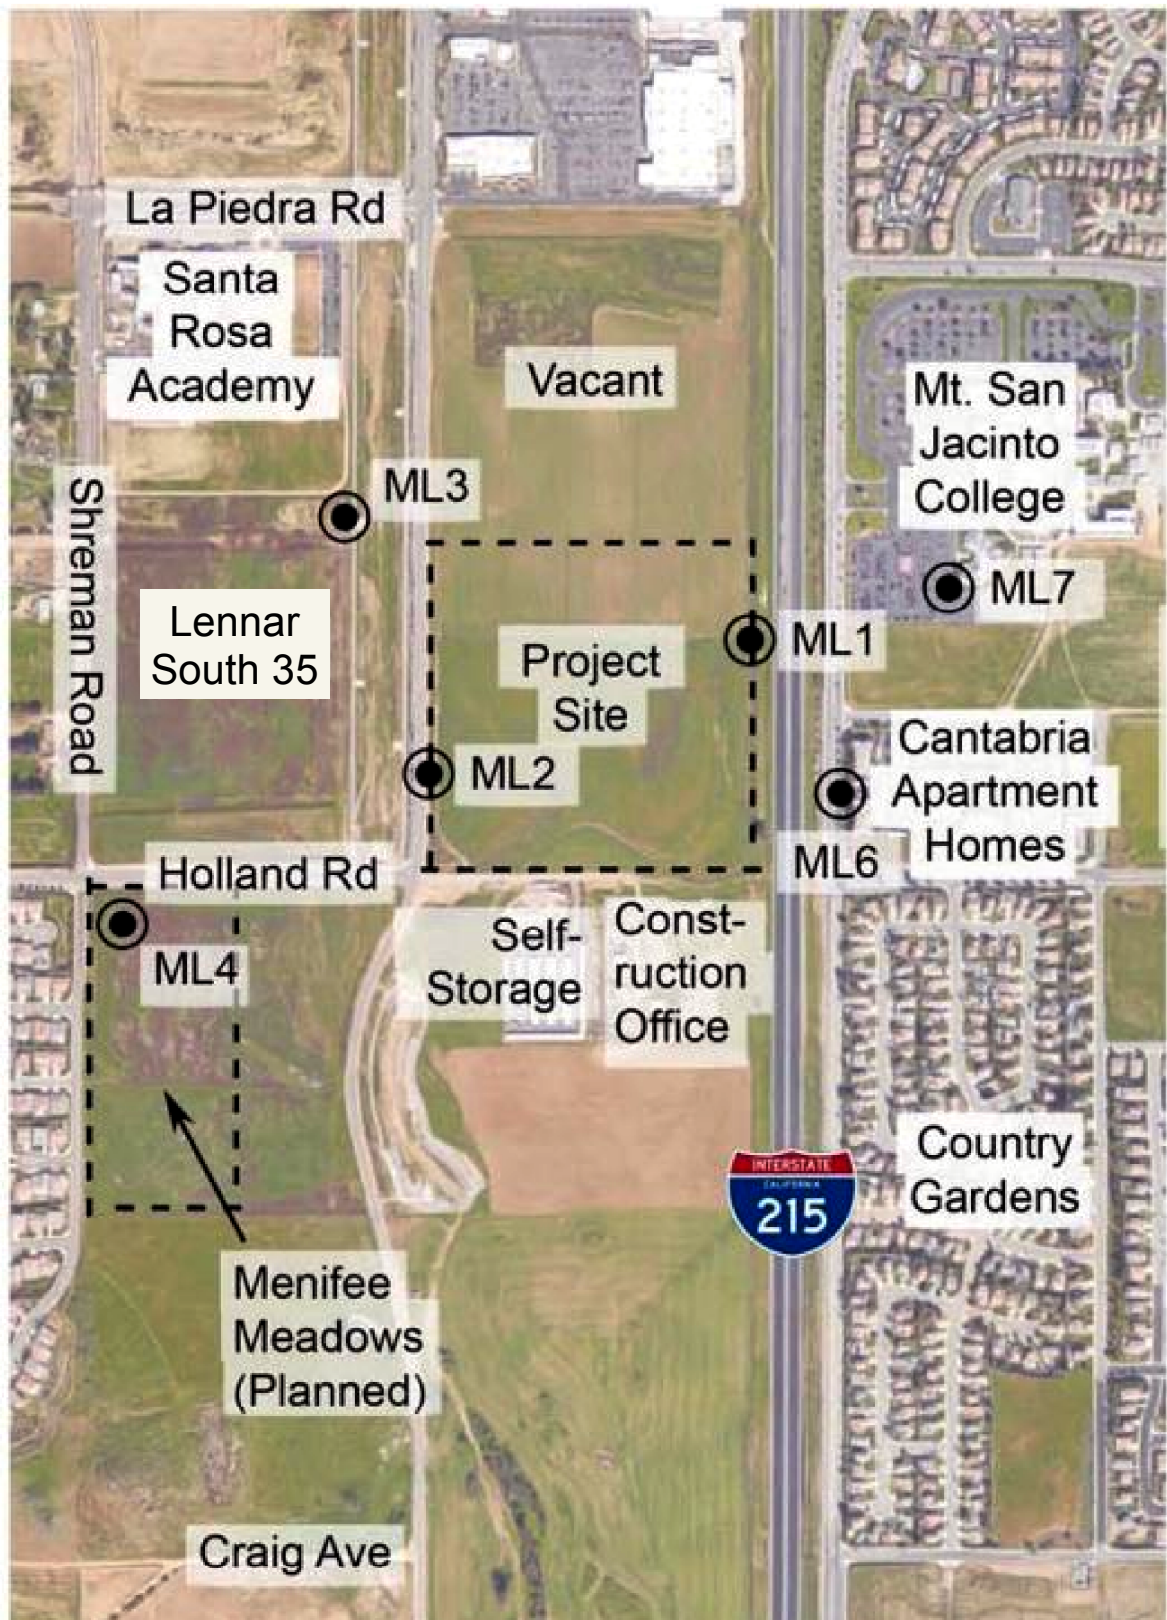 La Piedra Rd
Santa
Rosa
Academy
Vacant
Mt. San
Jacinto
College
ML3
Shreman Road
ML7
Lennar
South 35
Project
Site
ML1
ML2
Cantabria
Apartment
Homes
ML6
Holland Rd
ML4
Self-
Storage
Const-
ruction
Office
Country
Gardens
INTERSTATE
CALIFORNIA
215
Menifee
Meadows
(Planned)
Craig Ave